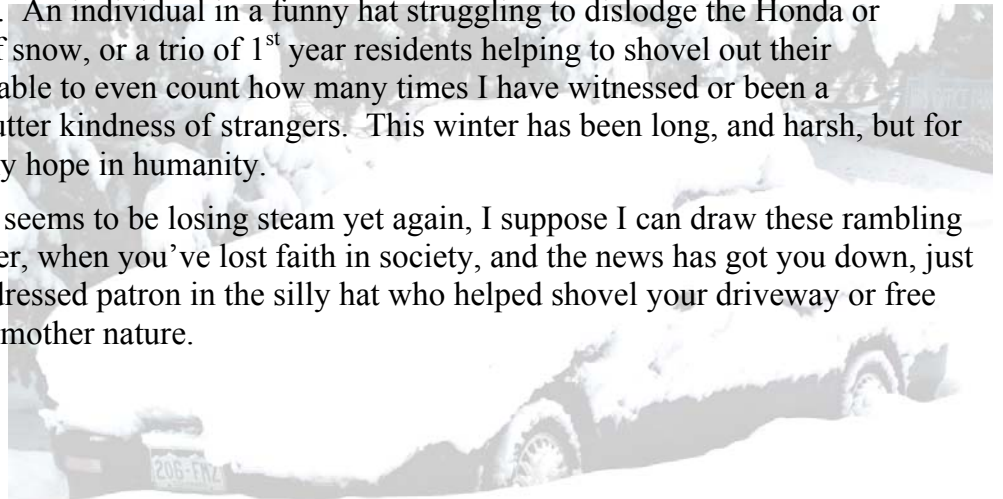 . An individual in a funny hat struggling to dislodge the Honda or
f snow, or a trio of 1st year residents helping to shovel out their
able to even count how many times I have witnessed or been a
utter kindness of strangers. This winter has been long, and harsh, but for
y hope in humanity.
seems to be losing steam yet again, I suppose I can draw these rambling
er, when you’ve lost faith in society, and the news has got you down, just
dressed patron in the silly hat who helped shovel your driveway or free
mother nature.